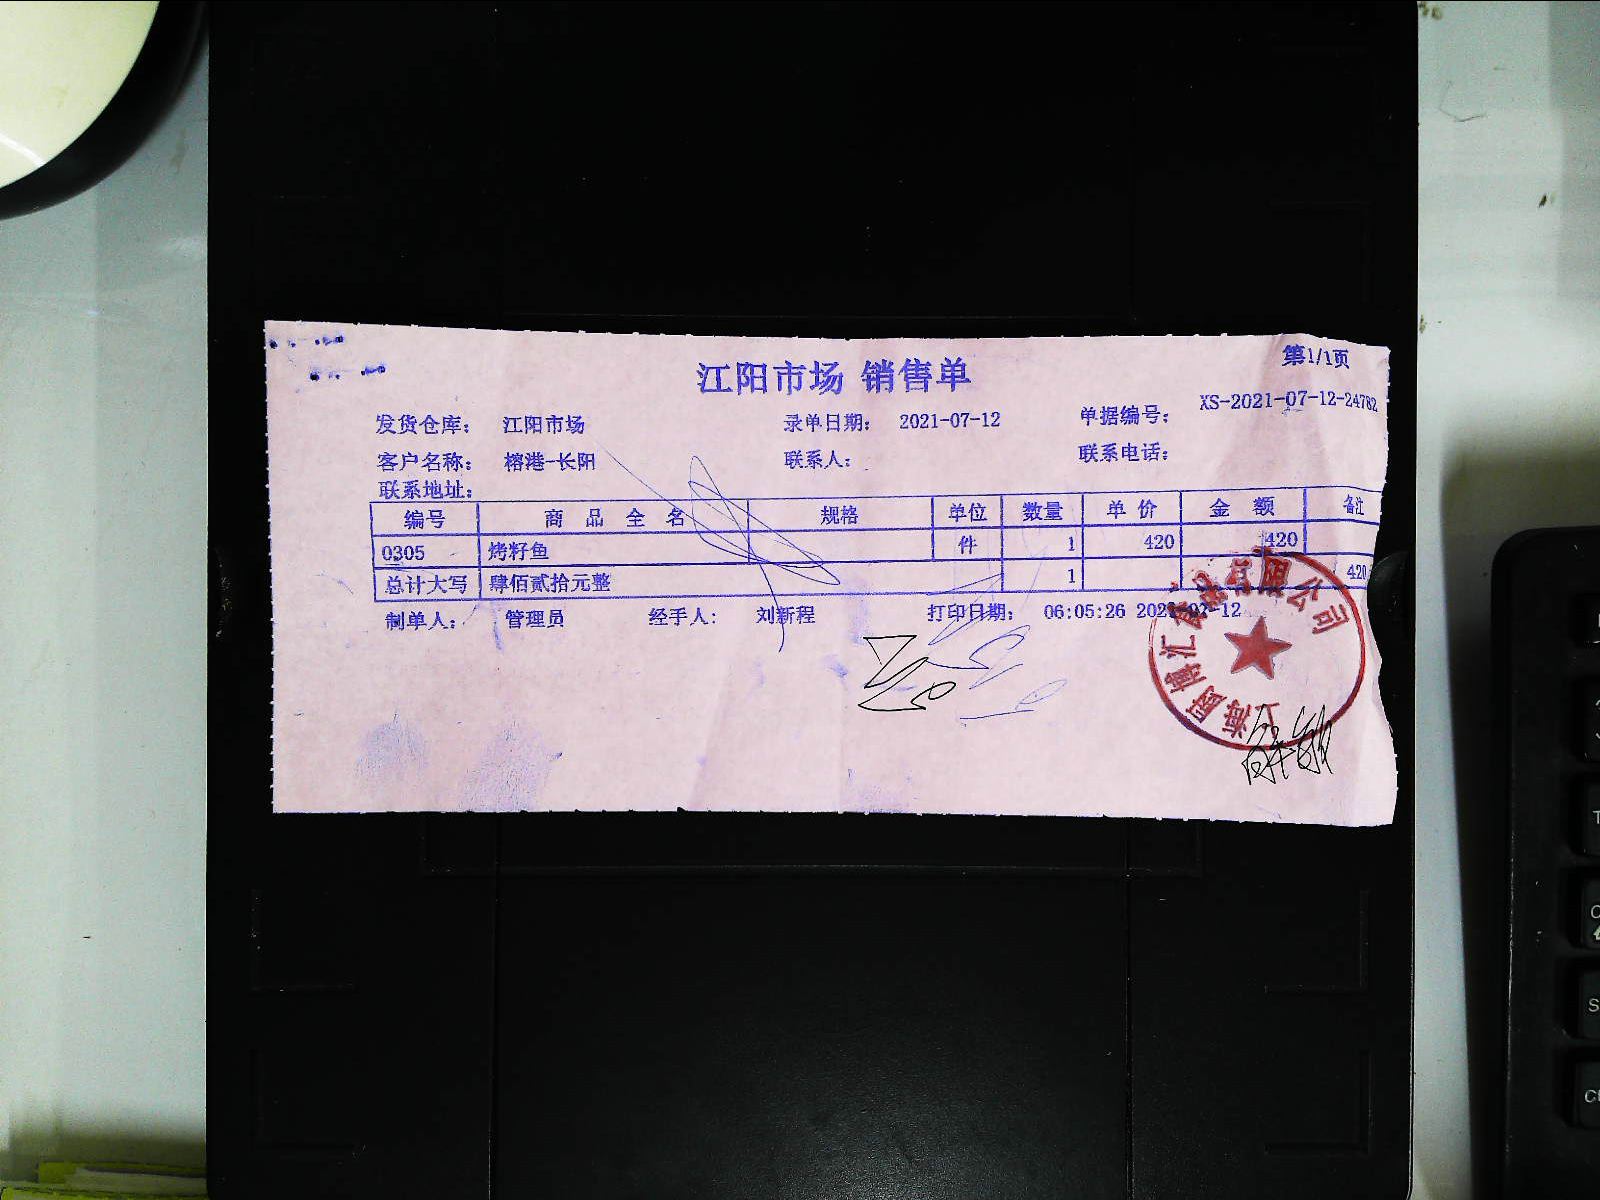 第1/1页
江阳市场 销售单
XS-2021-07-12-24782
发货仓库： 江阳市场 录单日期： 2021-07-12 单据编号：
客户名称： 榕港-长阳 联系人： 联系电话：
联系地址：
编号 商品全名 规格 单位 数量 单价 金额 备注
0305 烤籽鱼 件 1 420 420
总计大写 肆佰贰拾元整 1 420
制单人： 管理员 经手人： 刘新程 打印日期： 06:05:26
公司